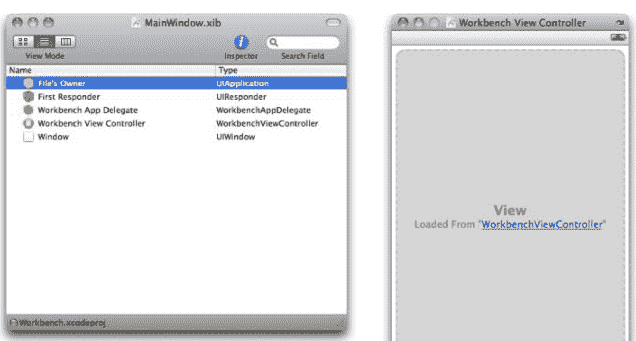 MainWindow.xib
View Mode
Inspector
Search Field
Name Type
File's Owner UIApplication
First Responder UIResponder
Workbench App Delegate WorkbenchAppDelegate
Workbench View Controller WorkbenchViewController
Window UIWindow
Workbench.xcodeproj
Workbench View Controller
View
Loaded From "WorkbenchViewController"